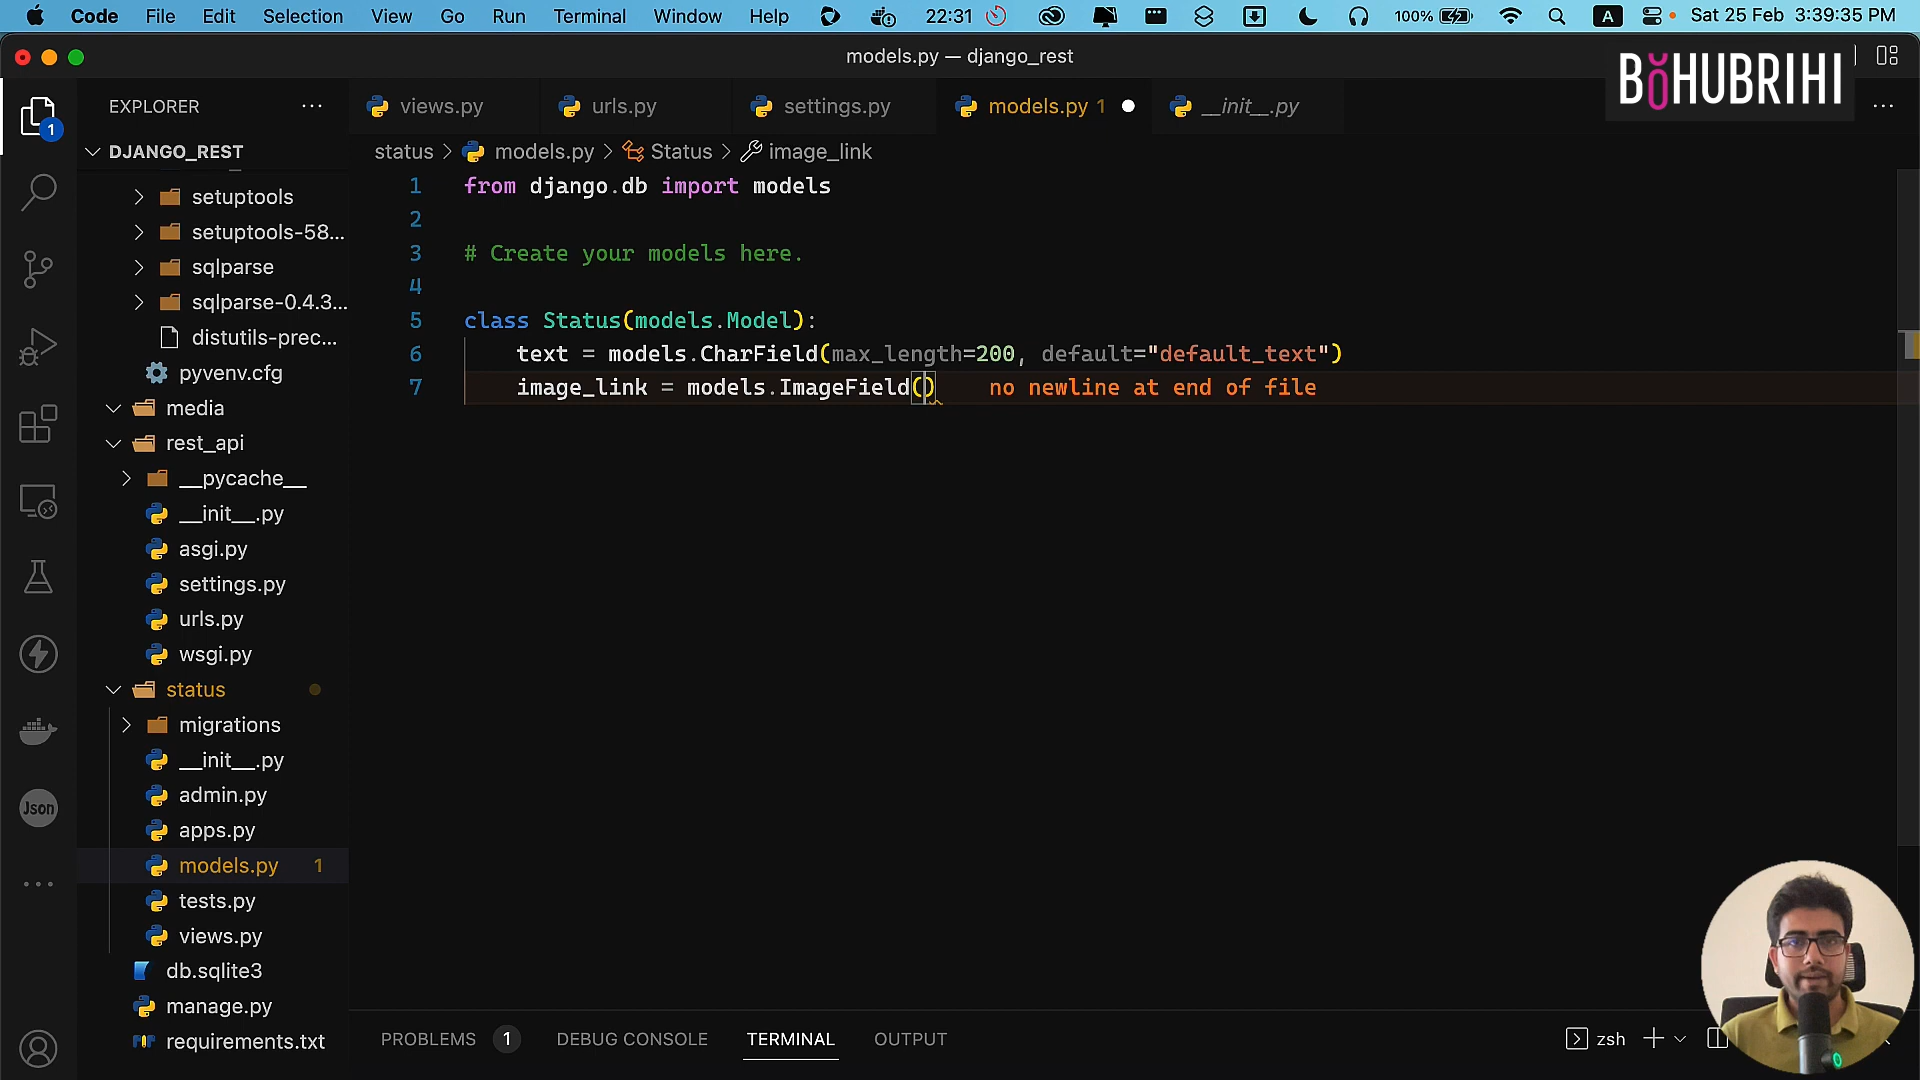 Code File Edit Selection View Go Run Terminal Window Help 22:31 100% A Sat 25 Feb 3:39:35 PM
models.py — django_rest
BOHUBRIHI
EXPLORER
views.py urls.py settings.py models.py 1 __init__.py
DJANGO_REST
status > models.py > Status > image_link
setuptools
setuptools-58...
sqlparse
sqlparse-0.4.3...
distutils-prec...
pyvenv.cfg
media
rest_api
__pycache__
__init__.py
asgi.py
settings.py
urls.py
wsgi.py
status
migrations
__init__.py
admin.py
apps.py
models.py 1
tests.py
views.py
db.sqlite3
manage.py
requirements.txt
1 from django.db import models
2
3 # Create your models here.
4
5 class Status(models.Model):
6 text = models.CharField(max_length=200, default="default_text")
7 image_link = models.ImageField() no newline at end of file
1
Json
PROBLEMS 1 DEBUG CONSOLE TERMINAL OUTPUT zsh